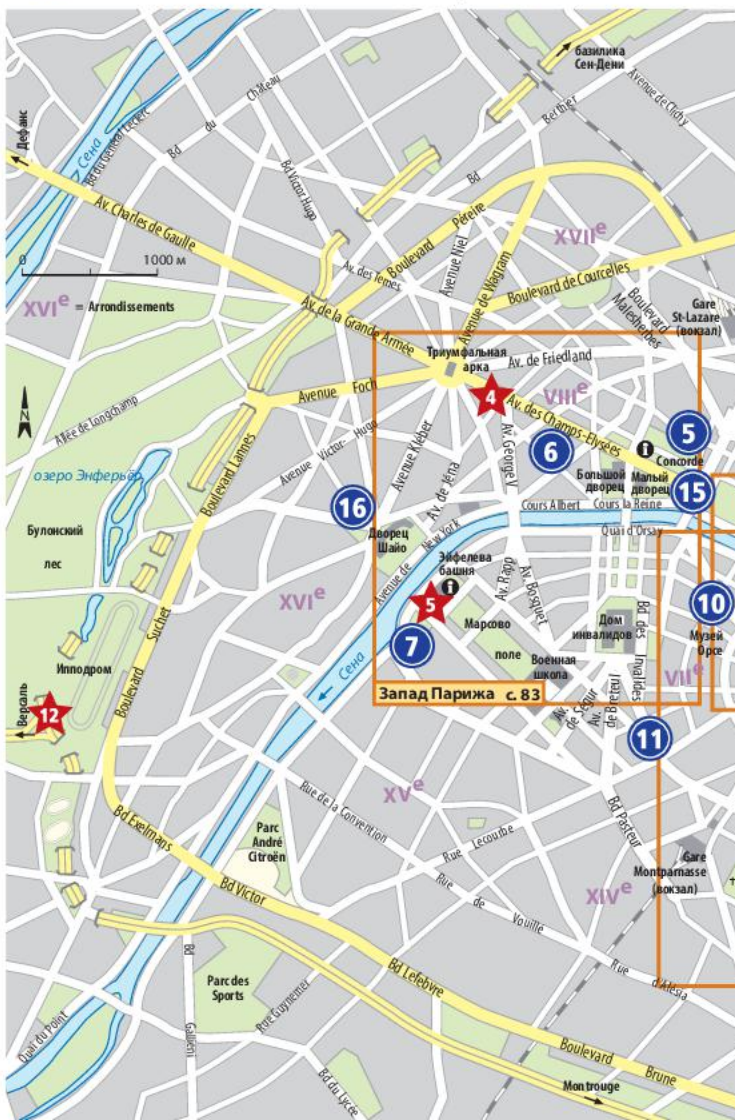 базилика
Сен-Дени
Avenue de Clichy
Berthier
Bd du Château
Дефанс
Сена
Bd du Général Leclerc
Bd Victor Hugo
Bd
Av. Charles de Gaulle
Boulevard Péreire
XVIIe
0 1000 м
Av. des Ternes
Avenue Niel
Avenue de Wagram
Boulevard de Courcelles
XVIe = Arrondissements
Boulevard
Malesherbes
Gare
St-Lazare
(вокзал)
Av. de la Grande Armée
Триумфальная
арка
Av. de Friedland
N
Avenue Foch
4
VIIIe
Allée de Longchamp
Av. des Champs-Elysées
5
i
Avenue Victor-Hugo
Avenue Kléber
Av. George V
6
Concorde
озеро Энферьёр
Boulevard Lannes
Av. de Iéna
Большой
дворец
Малый
дворец
15
16
Cours Albert
Cours la Reine
Булонский
лес
Дворец
Шайо
Avenue de New York
Quai d'Orsay
Эйфелева
башня
i
XVIe
5
Av. Rapp
Av. Bosquet
10
Музей
Орсе
Марсово
поле
Дом
инвалидов
Bd des Invalides
7
Suchet
Ипподром
Boulevard
Сена
Военная
школа
VIIe
Версаль
12
Запад Парижа с. 83
Av. de Ségur
Av. de Breteuil
11
XVe
Rue de la Convention
Bd Exelmans
Парc
André
Citroën
Rue Lecourbe
Bd Pasteur
Gare
Montparnasse
(вокзал)
Bd Victor
XIVe
Rue de Vouillé
Rue d'Alésia
Bd Lefebvre
Bd Galliéni
Parc des
Sports
Rue Guynemer
Quai du Point
Boulevard Brune
Bd du Lycée
Montrouge